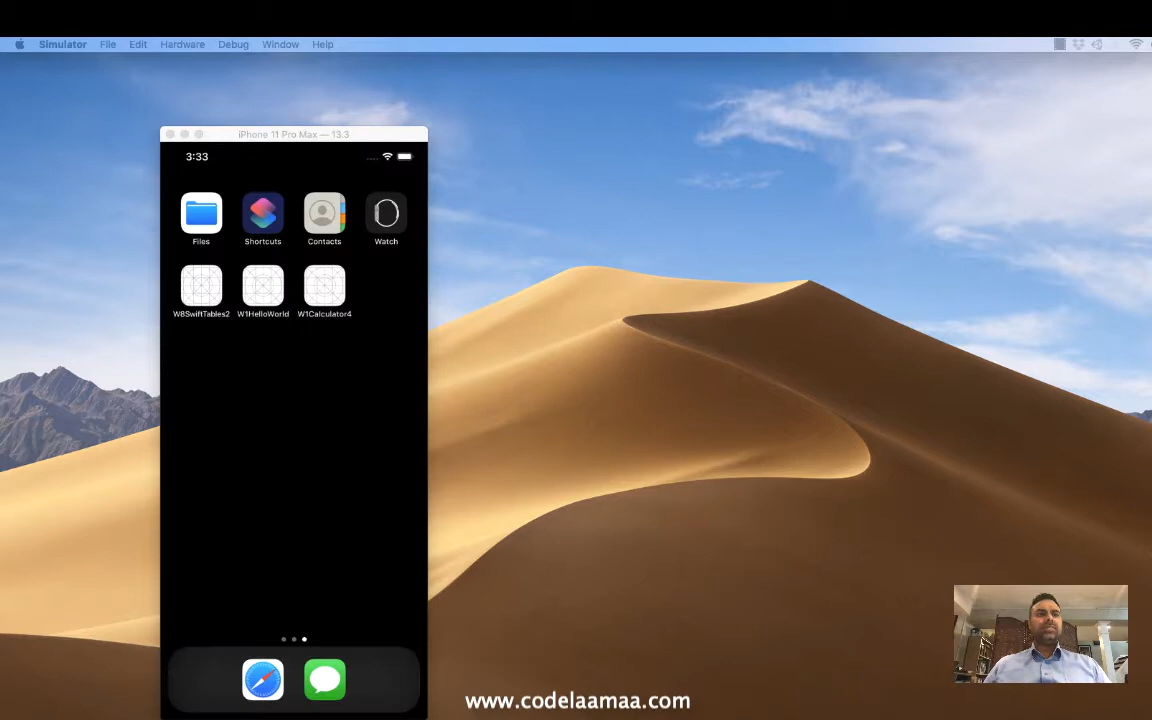 Simulator File Edit Hardware Debug Window Help
iPhone 11 Pro Max — 13.3
3:33
Files Shortcuts Contacts Watch
W8SwiftTables2 W1HelloWorld W1Calculator4
www.codelaamaa.com